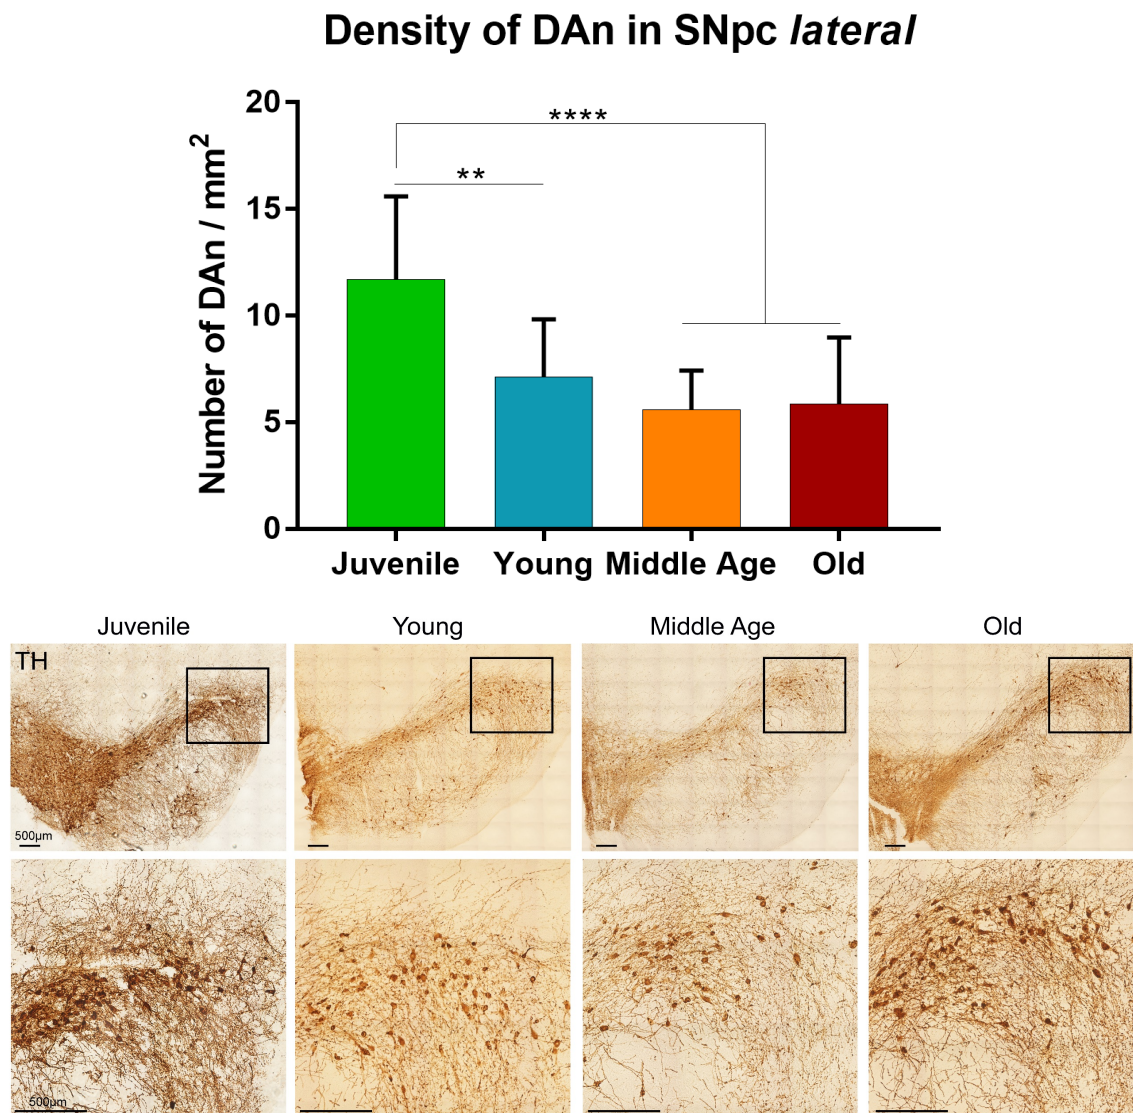 Density of DAn in SNpc lateral
Number of DAn / mm²
20
15
10
5
0
****
**
Juvenile Young Middle Age Old
Juvenile Young Middle Age Old
TH
500µm
500µm